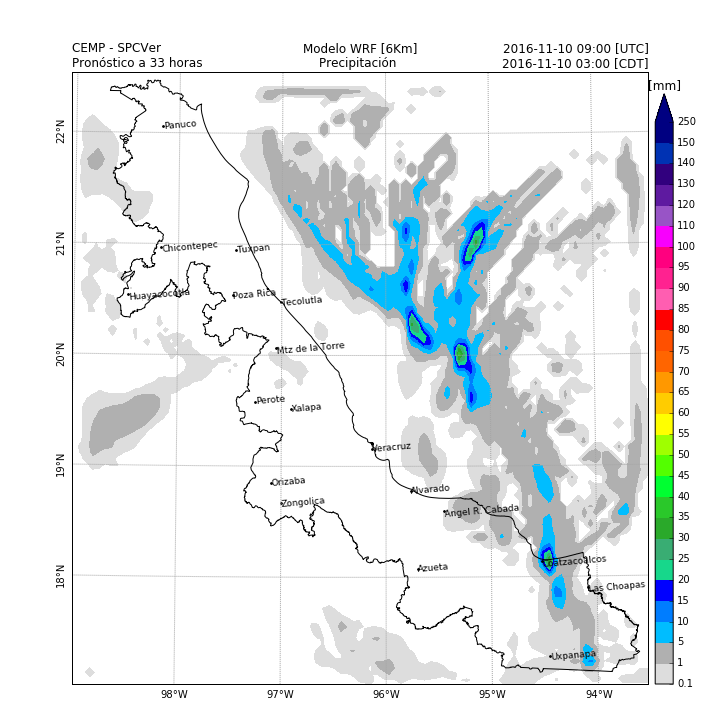 CEMP - SPCVer
Modelo WRF [6Km]
2016-11-10 09:00 [UTC]
Pronóstico a 33 horas
Precipitación
2016-11-10 03:00 [CDT]
[mm]
250
150
140
130
120
110
100
95
90
85
80
75
70
65
60
55
50
45
40
35
30
25
20
15
10
5
1
0.1
22°N
21°N
20°N
19°N
18°N
98°W
97°W
96°W
95°W
94°W
Panuco
Chicontepec
Tuxpan
Huayacocotla
Poza Rica
Tecolutla
Mtz de la Torre
Perote
Xalapa
Veracruz
Orizaba
Alvarado
Zongolica
Angel R. Cabada
Azueta
Coatzacoalcos
Las Choapas
Uxpanapa